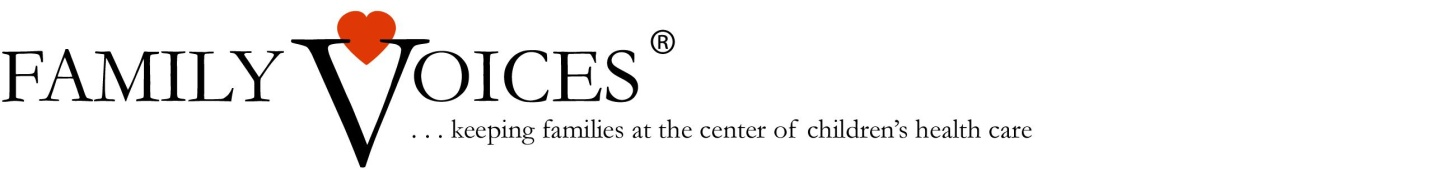 FAMILY VOICES®
. . . keeping families at the center of children’s health care